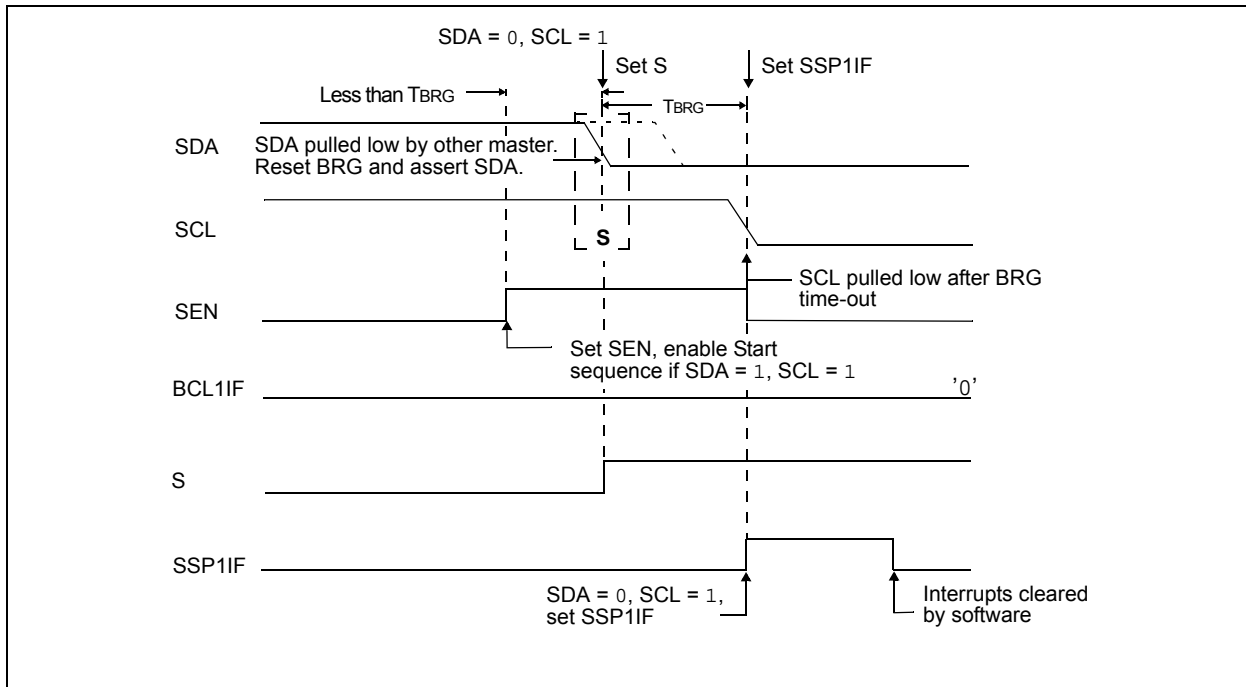 SDA = 0, SCL = 1
Set S
Set SSP1IF
Less than TBRG
TBRG
SDA
SDA pulled low by other master.
Reset BRG and assert SDA.
SCL
S
SCL pulled low after BRG
time-out
SEN
Set SEN, enable Start
sequence if SDA = 1, SCL = 1
BCL1IF
'0'
S
SSP1IF
SDA = 0, SCL = 1,
set SSP1IF
Interrupts cleared
by software